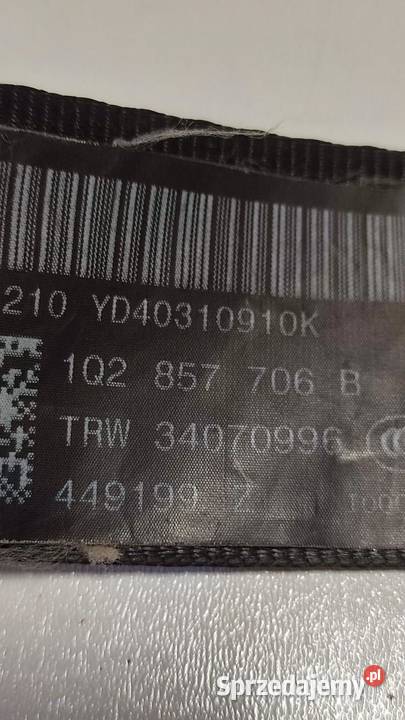 210 YD40310910K
1Q2 857 706 B
TRW 34070996
449199 Z
Sprzedajemy.pl